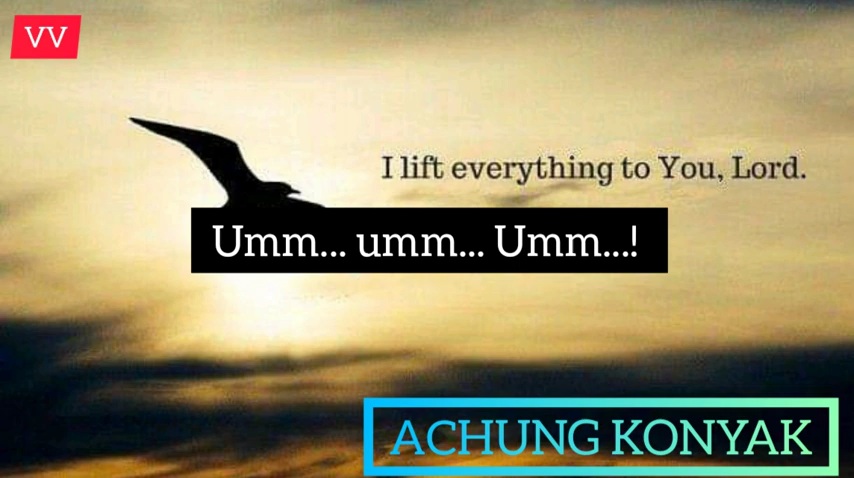 VV
I lift everything to You, Lord.
Umm... umm... Umm...!
ACHUNG KONYAK